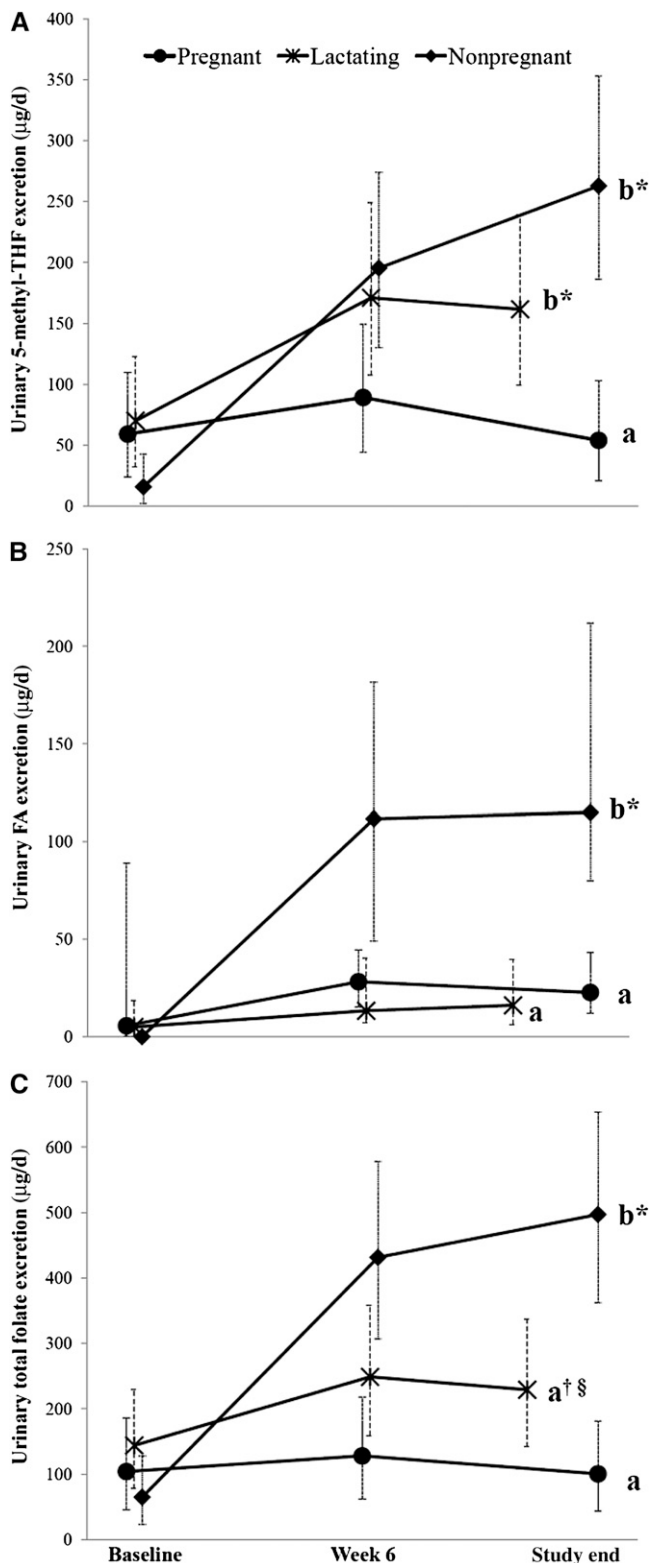 A
400
Pregnant Lactating Nonpregnant
350
300
250
200
150
100
50
0
Urinary 5-methyl-THF excretion (µg/d)
b*
b*
a
B
250
200
150
100
50
0
Urinary FA excretion (µg/d)
b*
a
a
C
700
600
500
400
300
200
100
0
Urinary total folate excretion (µg/d)
b*
a† §
a
Baseline Week 6 Study end